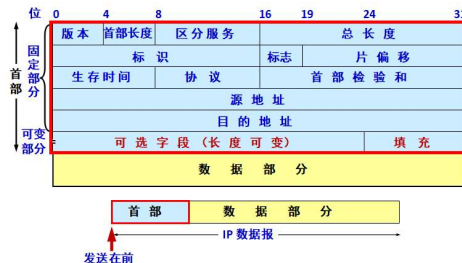 位 0 4 8 16 19 24 31
版本 首部长度 区分服务 总长度
标识 标志 片偏移
生存时间 协议 首部检验和
源地址
目的地址
可选字段（长度可变） 填充
数据部分
首部
固定部分
可变部分
首部 数据部分
IP 数据报
发送在前